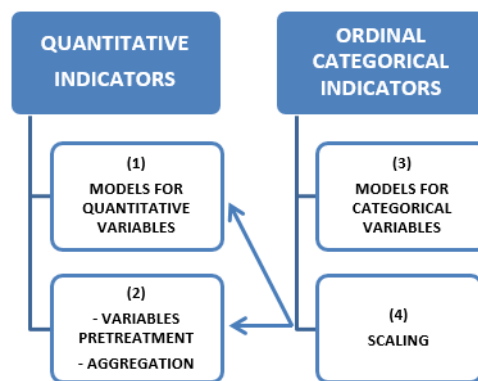 QUANTITATIVE
INDICATORS
ORDINAL
CATEGORICAL
INDICATORS
(1)
MODELS FOR
QUANTITATIVE
VARIABLES
(3)
MODELS FOR
CATEGORICAL
VARIABLES
(2)
- VARIABLES
PRETREATMENT
- AGGREGATION
(4)
SCALING